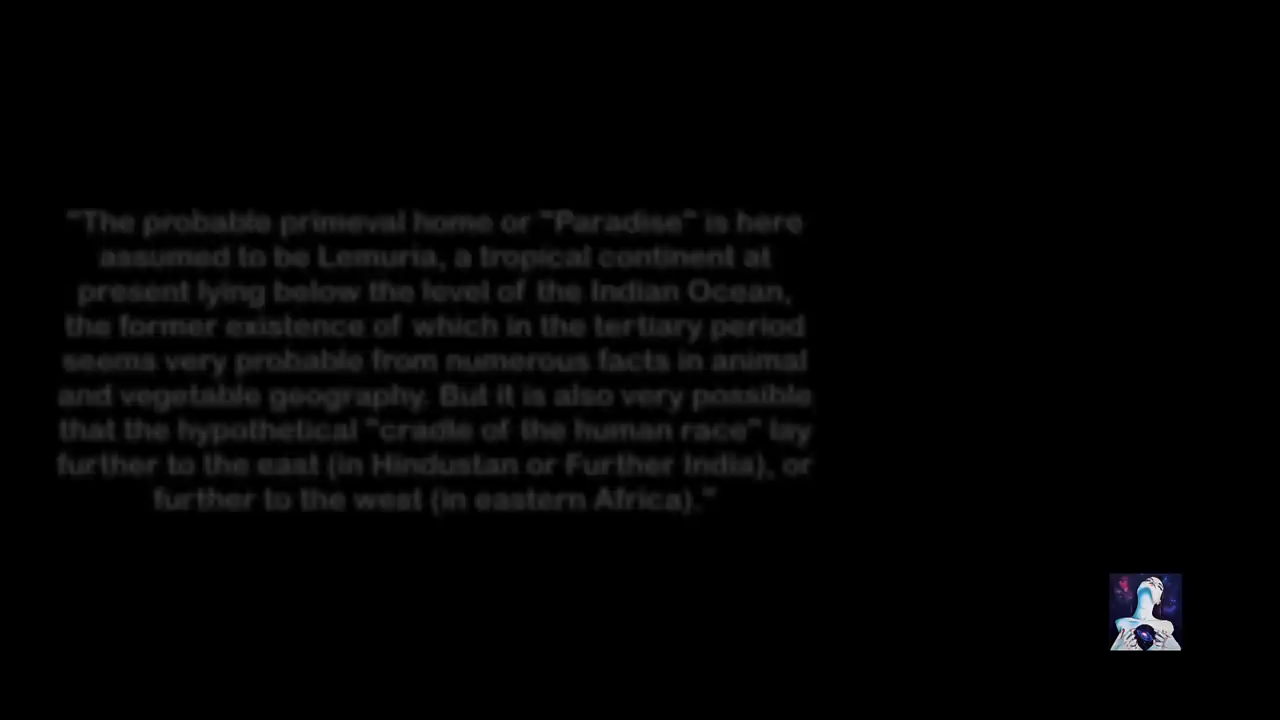 "The probable primeval home or "Paradise" is here
assumed to be Lemuria, a tropical continent at
present lying below the level of the Indian Ocean,
the former existence of which in the tertiary period
seems very probable from numerous facts in animal
and vegetable geography. But it is also very possible
that the hypothetical "cradle of the human race" lay
further to the east (in Hindustan or Further India), or
further to the west (in eastern Africa)."